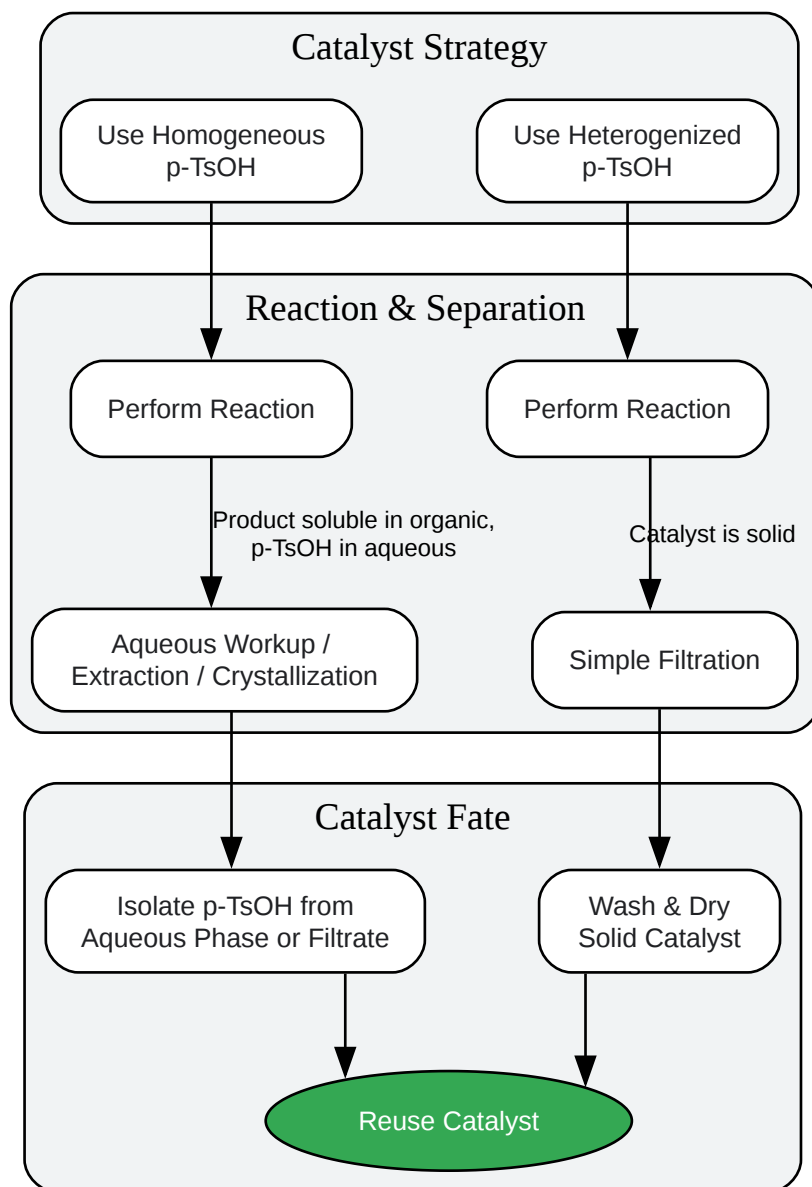 Catalyst Strategy
Use Homogeneous
p-TsOH
Use Heterogenized
p-TsOH
Reaction & Separation
Perform Reaction
Perform Reaction
Product soluble in organic,
p-TsOH in aqueous
Catalyst is solid
Aqueous Workup /
Extraction / Crystallization
Simple Filtration
Catalyst Fate
Isolate p-TsOH from
Aqueous Phase or Filtrate
Wash & Dry
Solid Catalyst
Reuse Catalyst